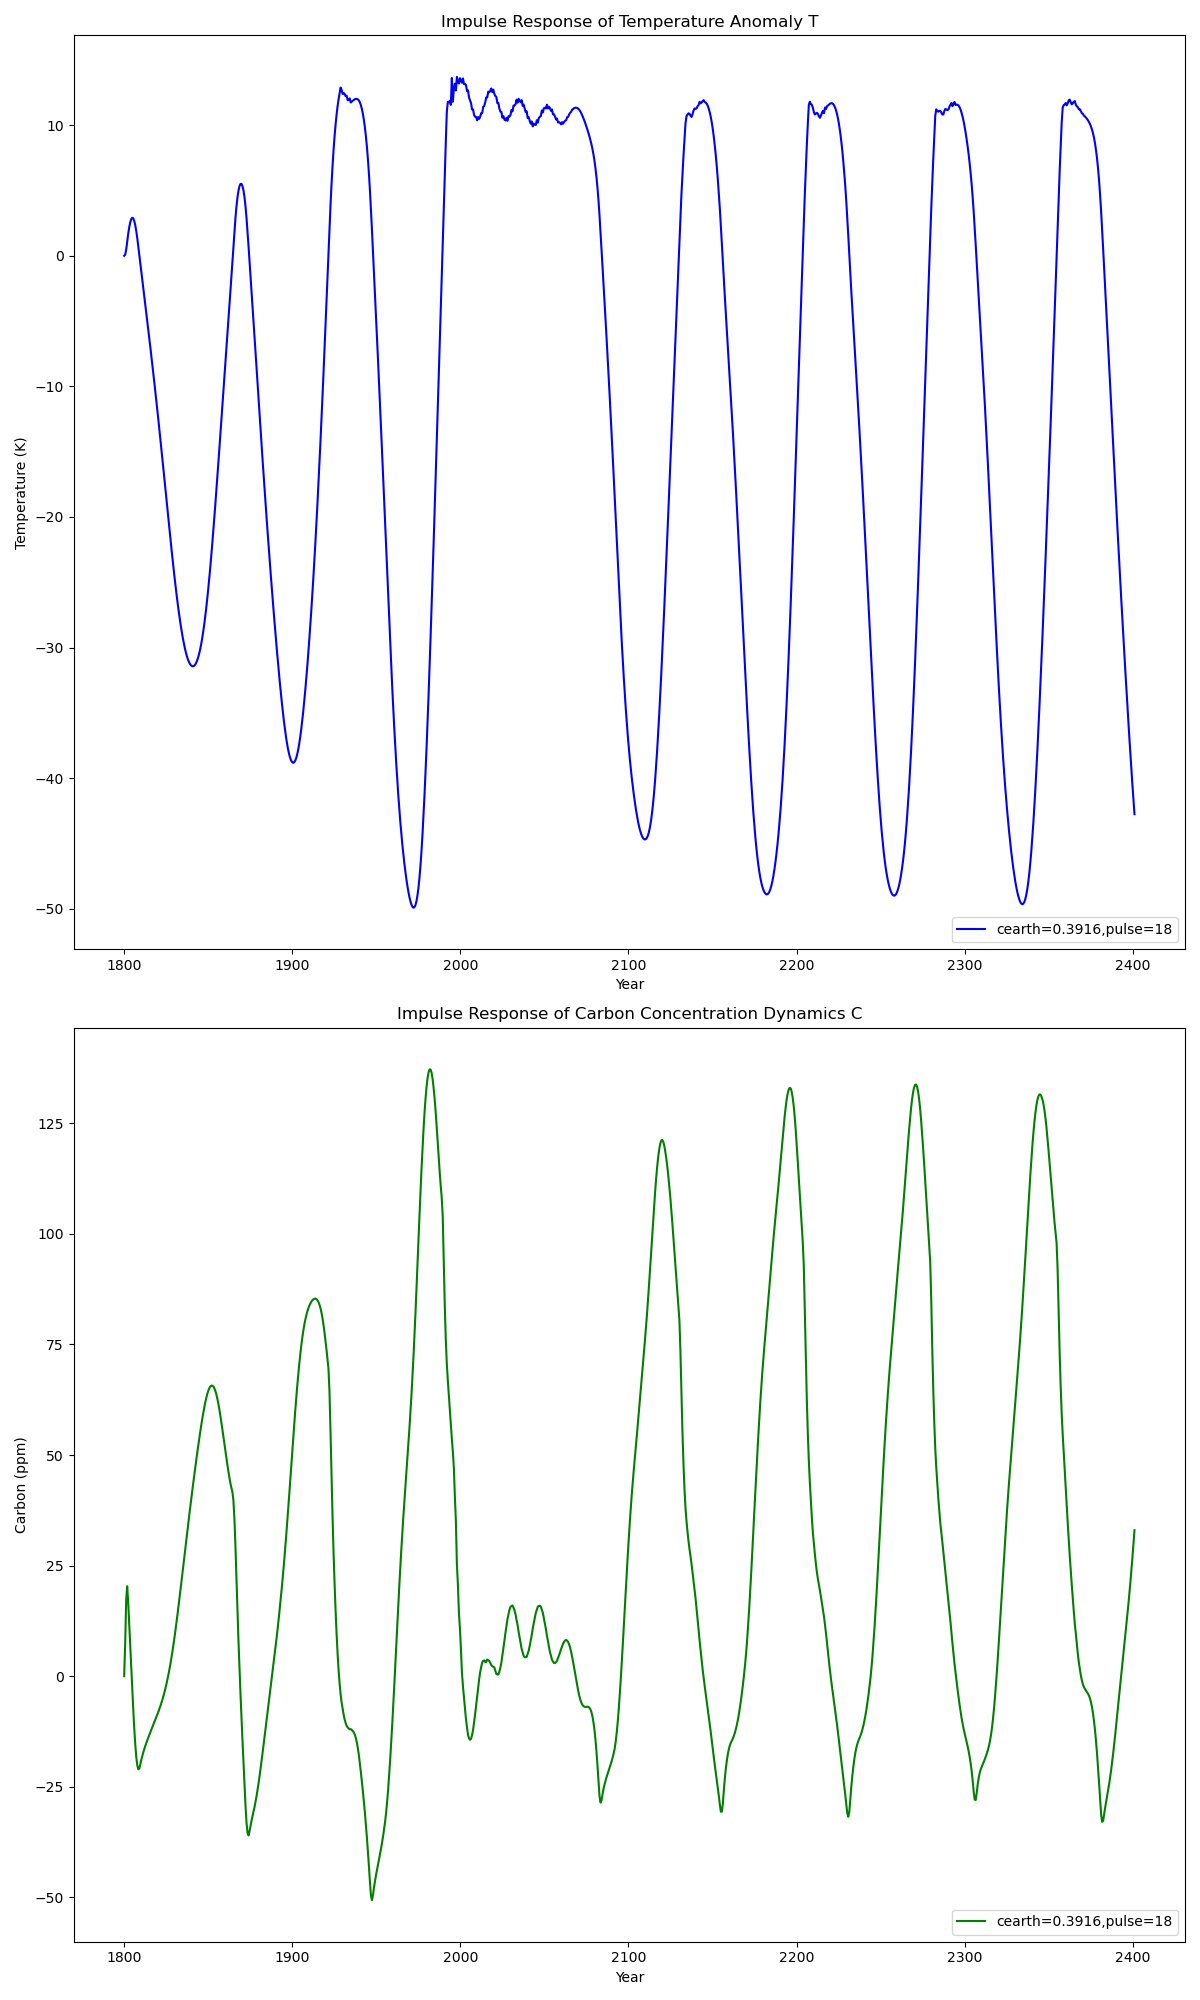 Impulse Response of Temperature Anomaly T
Temperature (K)
10
0
−10
−20
−30
−40
−50
cearth=0.3916,pulse=18
1800 1900 2000 2100 2200 2300 2400
Year
Impulse Response of Carbon Concentration Dynamics C
Carbon (ppm)
125
100
75
50
25
0
−25
−50
cearth=0.3916,pulse=18
1800 1900 2000 2100 2200 2300 2400
Year